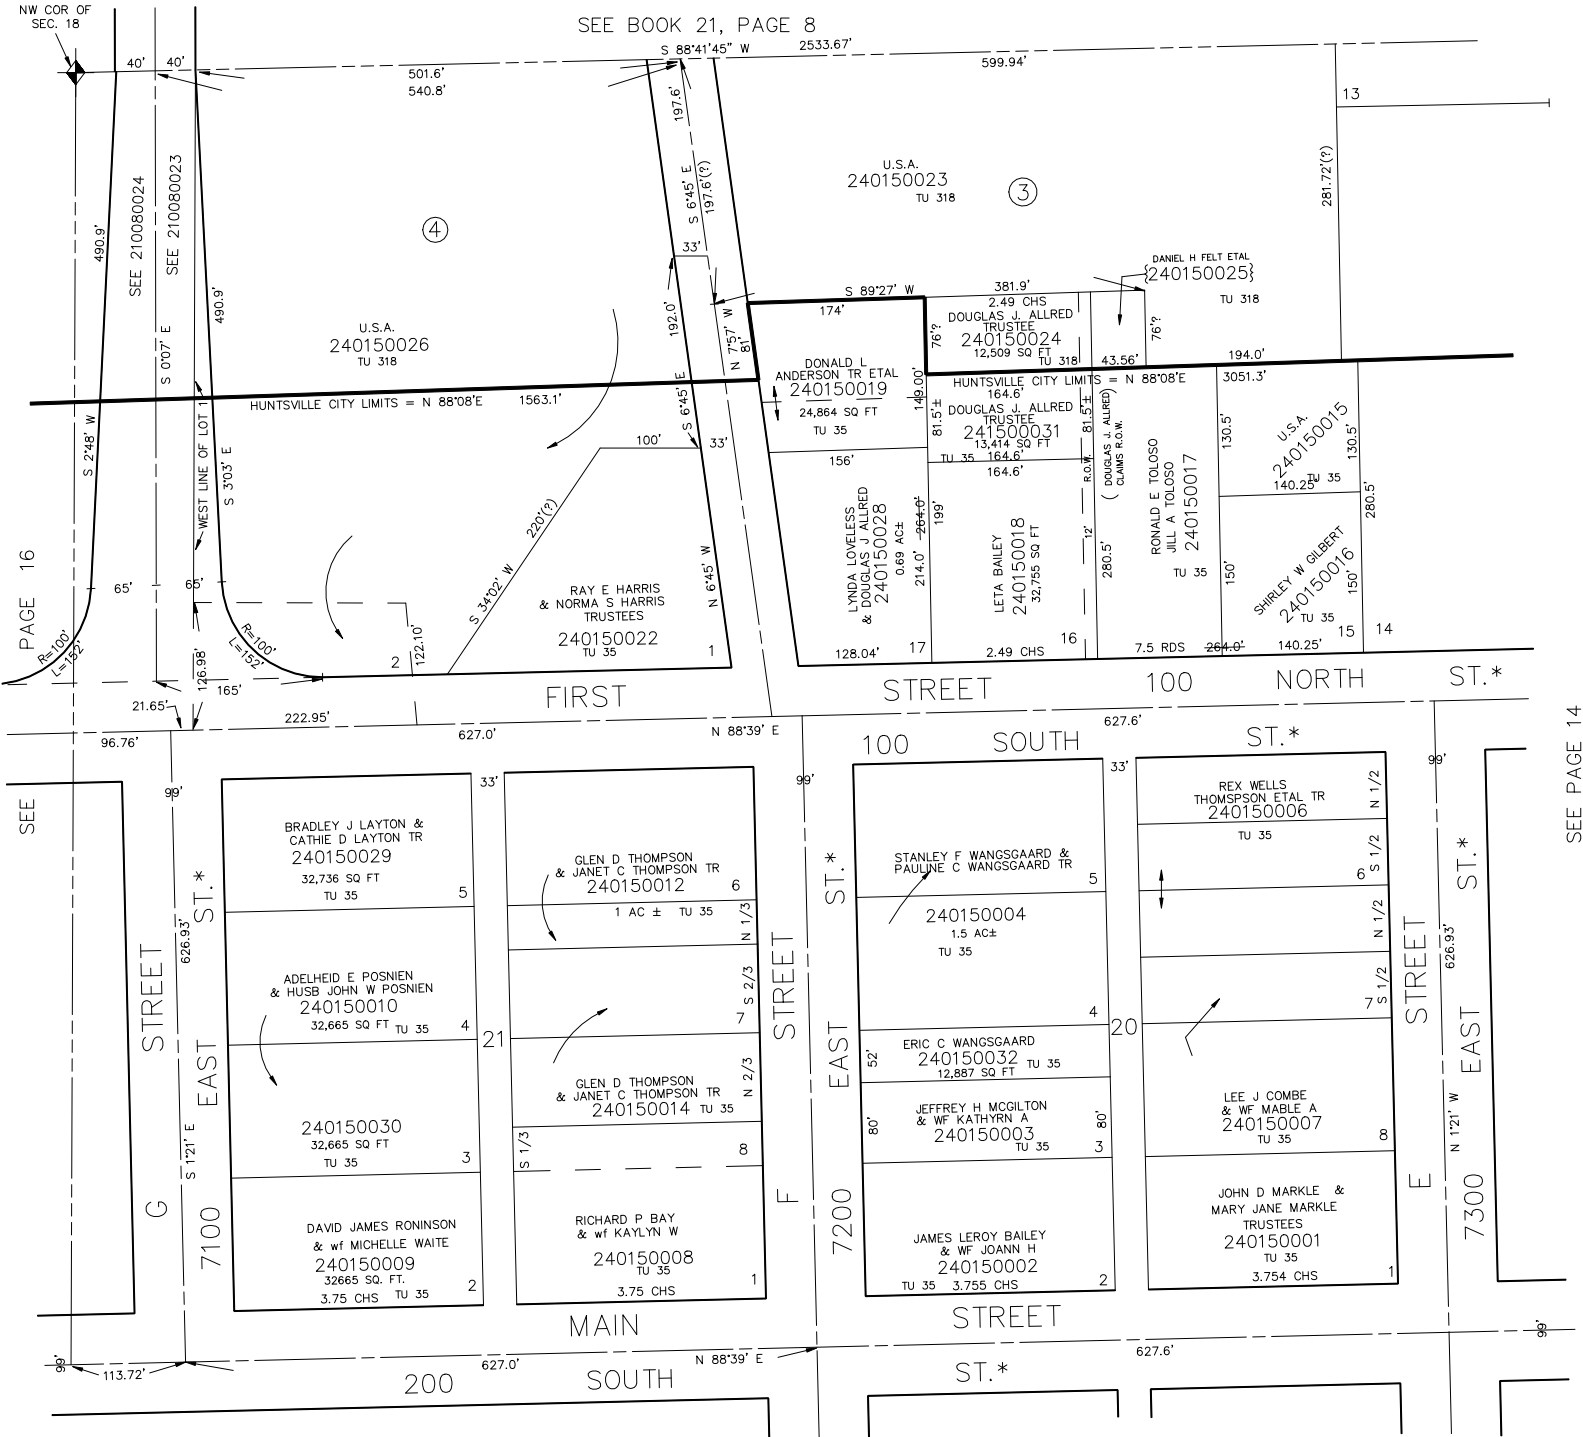 NW COR OF
SEC. 18
SEE BOOK 21, PAGE 8
S 88°41'45" W
2533.67'
40'
40'
501.6'
540.8'
599.94'
13
197.6'
S 6°45' E
197.6'(?)
U.S.A.
240150023
TU 318
3
281.72'(?)
SEE 210080024
SEE 210080023
490.9'
490.9'
4
33'
192.0'
DANIEL H FELT ETAL
{240150025}
TU 318
S 0°07' E
U.S.A.
240150026
TU 318
N 7°57' W
81'
S 89°27' W
174'
381.9'
2.49 CHS
DOUGLAS J. ALLRED
TRUSTEE
240150024
12,509 SQ FT
TU 318
76'?
76'?
43.56'
194.0'
HUNTSVILLE CITY LIMITS = N 88°08'E
1563.1'
HUNTSVILLE CITY LIMITS = N 88°08'E
3051.3'
DONALD L
ANDERSON TR ETAL
240150019
24,864 SQ FT
TU 35
149.00'
156'
164.6'
DOUGLAS J. ALLRED
TRUSTEE
241500031
13,414 SQ FT
TU 35
164.6'
164.6'
81.5'±
81.5'±
R.O.W.
12'
( DOUGLAS J. ALLRED)
CLAIMS R.O.W.
RONALD E TOLOSO
JILL A TOLOSO
240150017
TU 35
280.5'
130.5'
U.S.A.
240150015
TU 35
130.5'
140.25'
280.5'
S 2°48' W
WEST LINE OF LOT 1
S 3°03' E
S 6°45' E
100'
33'
220'(?)
S 34°02' W
N 6°45' W
RAY E HARRIS
& NORMA S HARRIS
TRUSTEES
240150022
TU 35
1
2
122.10'
LYNDA LOVELESS
& DOUGLAS J ALLRED
240150028
0.69 AC±
264.0'
214.0'
199'
128.04'
17
LETA BAILEY
240150018
32,755 SQ FT
16
2.49 CHS
7.5 RDS
264.0'
150'
SHIRLEY W GILBERT
240150016
TU 35
150'
140.25'
15
14
PAGE 16
SEE
65'
65'
R=100'
L=152'
R=100'
L=152'
126.98'
165'
21.65'
FIRST STREET 100 NORTH ST.*
222.95'
96.76'
627.0'
N 88°39' E
627.6'
100 SOUTH ST.*
SEE PAGE 14
99'
33'
99'
33'
99'
BRADLEY J LAYTON &
CATHIE D LAYTON TR
240150029
32,736 SQ FT
TU 35
5
GLEN D THOMPSON
& JANET C THOMPSON TR
240150012
6
1 AC ± TU 35
N 1/3
STANLEY F WANGSGAARD &
PAULINE C WANGSGAARD TR
5
240150004
1.5 AC±
TU 35
4
REX WELLS
THOMSPSON ETAL TR
240150006
TU 35
N 1/2
S 1/2
6
N 1/2
S 1/2
7
G STREET
626.93'
S 1°21' E
7100 EAST ST.*
ADELHEID E POSNIEN
& HUSB JOHN W POSNIEN
240150010
32,665 SQ FT TU 35
4
21
S 2/3
7
F STREET
7200 EAST ST.*
ERIC C WANGSGAARD
240150032 TU 35
12,887 SQ FT
52'
20
E STREET
626.93'
N 1°21' W
7300 EAST ST.*
240150030
32,665 SQ FT
TU 35
3
GLEN D THOMPSON
& JANET C THOMPSON TR
240150014 TU 35
N 2/3
S 1/3
8
JEFFREY H MCGILTON
& WF KATHYRN A
240150003
TU 35
80'
80'
3
LEE J COMBE
& WF MABLE A
240150007
TU 35
8
DAVID JAMES RONINSON
& wf MICHELLE WAITE
240150009
32665 SQ. FT.
3.75 CHS TU 35
2
RICHARD P BAY
& wf KAYLYN W
240150008
TU 35
3.75 CHS
1
JAMES LEROY BAILEY
& WF JOANN H
240150002
TU 35 3.755 CHS
2
JOHN D MARKLE &
MARY JANE MARKLE
TRUSTEES
240150001
TU 35
3.754 CHS
1
MAIN STREET
99'
113.72'
627.0'
N 88°39' E
627.6'
99'
200 SOUTH ST.*